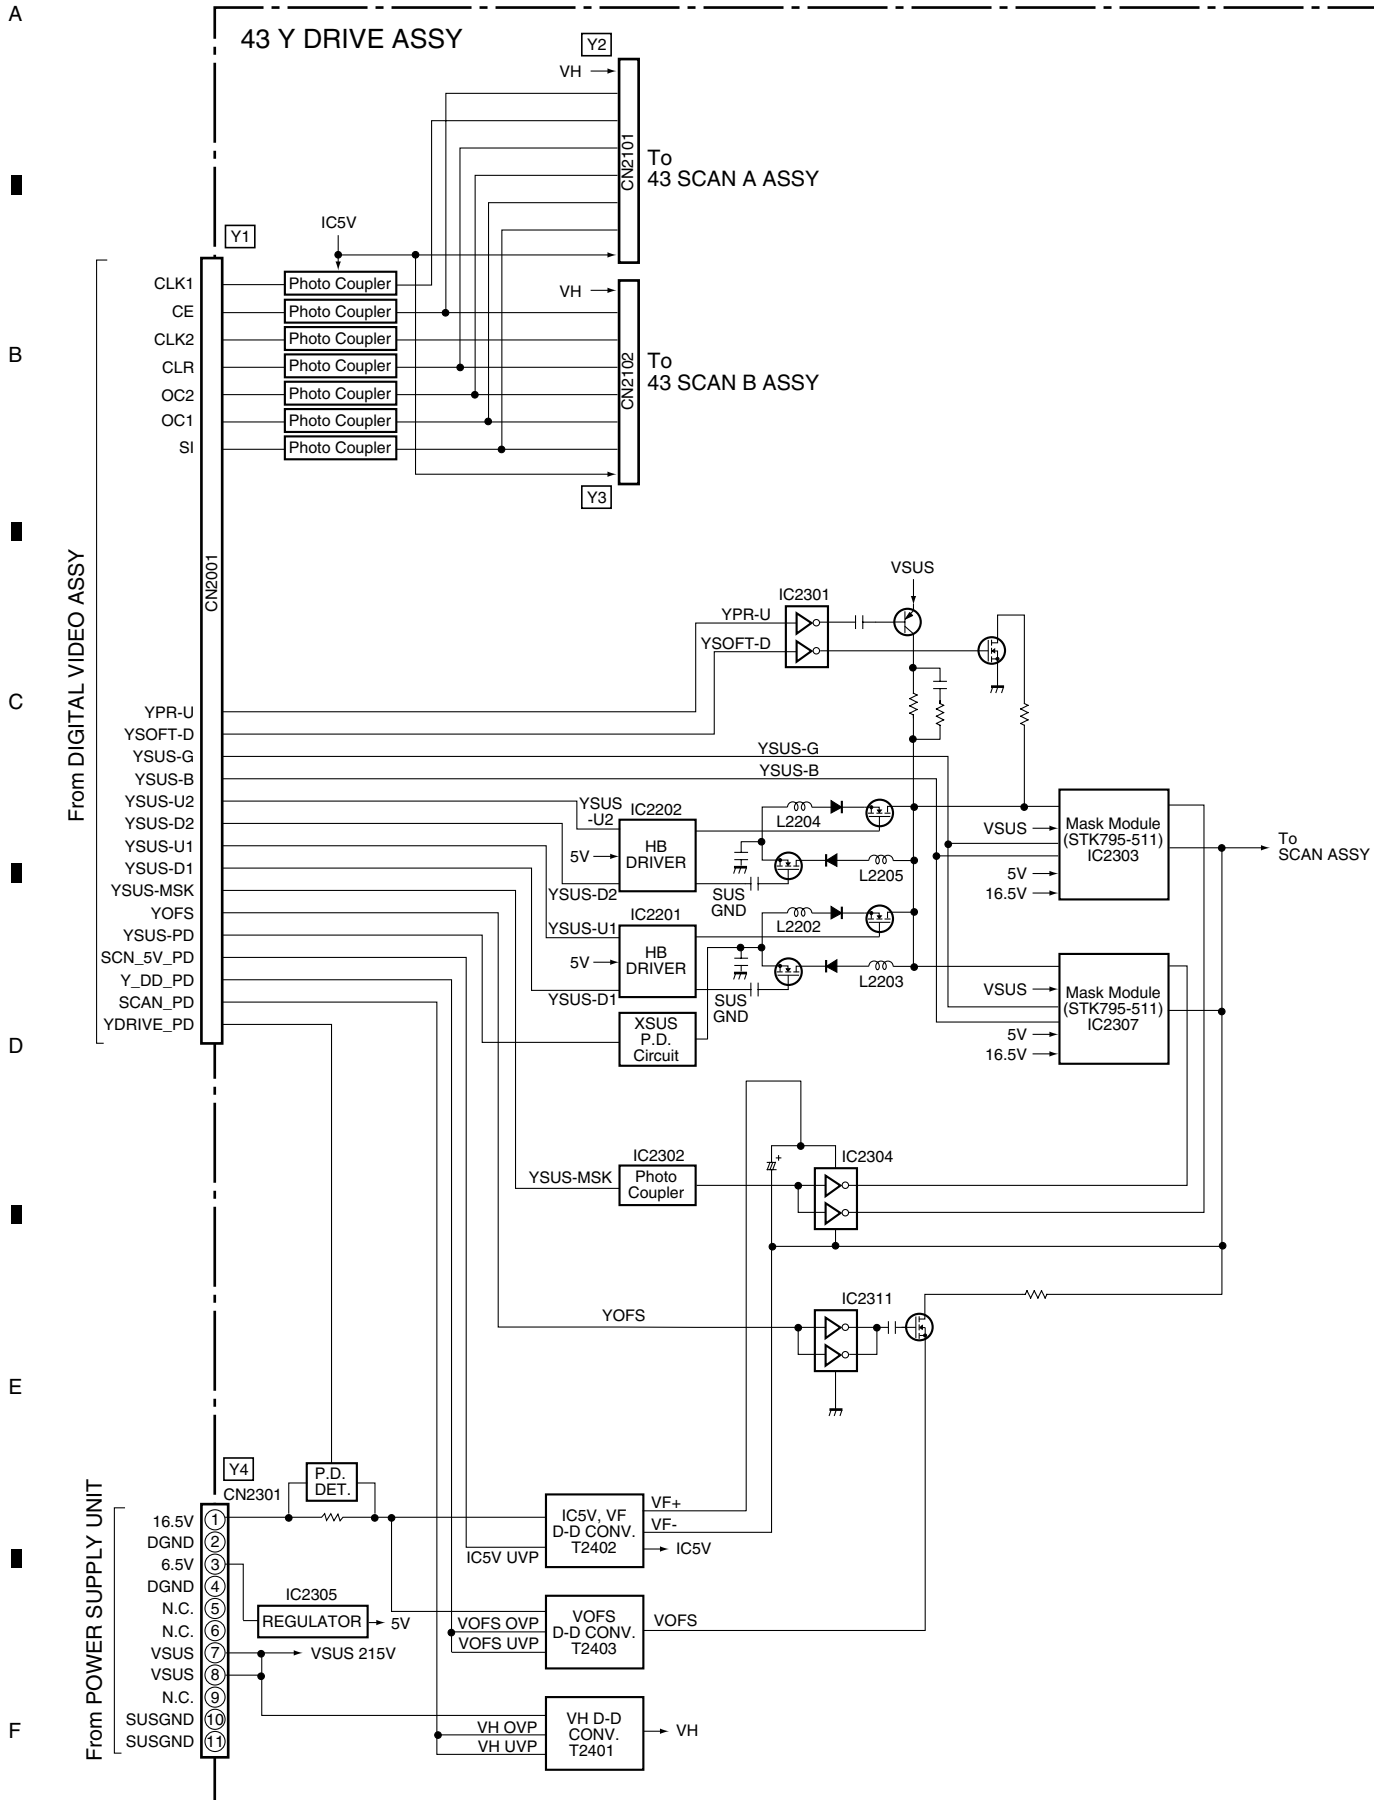 A
43 Y DRIVE ASSY
Y2
VH
CN2101
To
43 SCAN A ASSY
IC5V
Y1
CLK1
Photo Coupler
VH
CE
Photo Coupler
CLK2
Photo Coupler
B
CLR
Photo Coupler
CN2102
To
43 SCAN B ASSY
OC2
Photo Coupler
OC1
Photo Coupler
SI
Photo Coupler
Y3
From DIGITAL VIDEO ASSY
CN2001
VSUS
IC2301
YPR-U
YSOFT-D
C
YPR-U
YSOFT-D
YSUS-G
YSUS-G
YSUS-B
YSUS-B
YSUS-U2
YSUS
-U2
IC2202
L2204
YSUS-D2
VSUS
Mask Module
(STK795-511)
IC2303
To
SCAN ASSY
YSUS-U1
5V
HB
DRIVER
YSUS-D1
L2205
5V
YSUS-MSK
YSUS-D2
SUS
GND
16.5V
YOFS
IC2201
YSUS-U1
L2202
YSUS-PD
SCN_5V_PD
5V
HB
DRIVER
Y_DD_PD
L2203
VSUS
Mask Module
(STK795-511)
IC2307
SCAN_PD
YSUS-D1
SUS
GND
YDRIVE_PD
XSUS
P.D.
Circuit
5V
D
16.5V
IC2302
IC2304
YSUS-MSK
Photo
Coupler
+
IC2311
YOFS
E
Y4
P.D.
DET.
From POWER SUPPLY UNIT
CN2301
16.5V
1
IC5V, VF
D-D CONV.
T2402
VF+
VF-
DGND
2
IC5V UVP
IC5V
6.5V
3
DGND
4
IC2305
N.C.
5
REGULATOR
5V
VOFS
D-D CONV.
T2403
VOFS
N.C.
6
VOFS OVP
VOFS UVP
VSUS
7
VSUS 215V
VSUS
8
N.C.
9
SUSGND
10
VH D-D
CONV.
T2401
VH
F
VH OVP
SUSGND
11
VH UVP